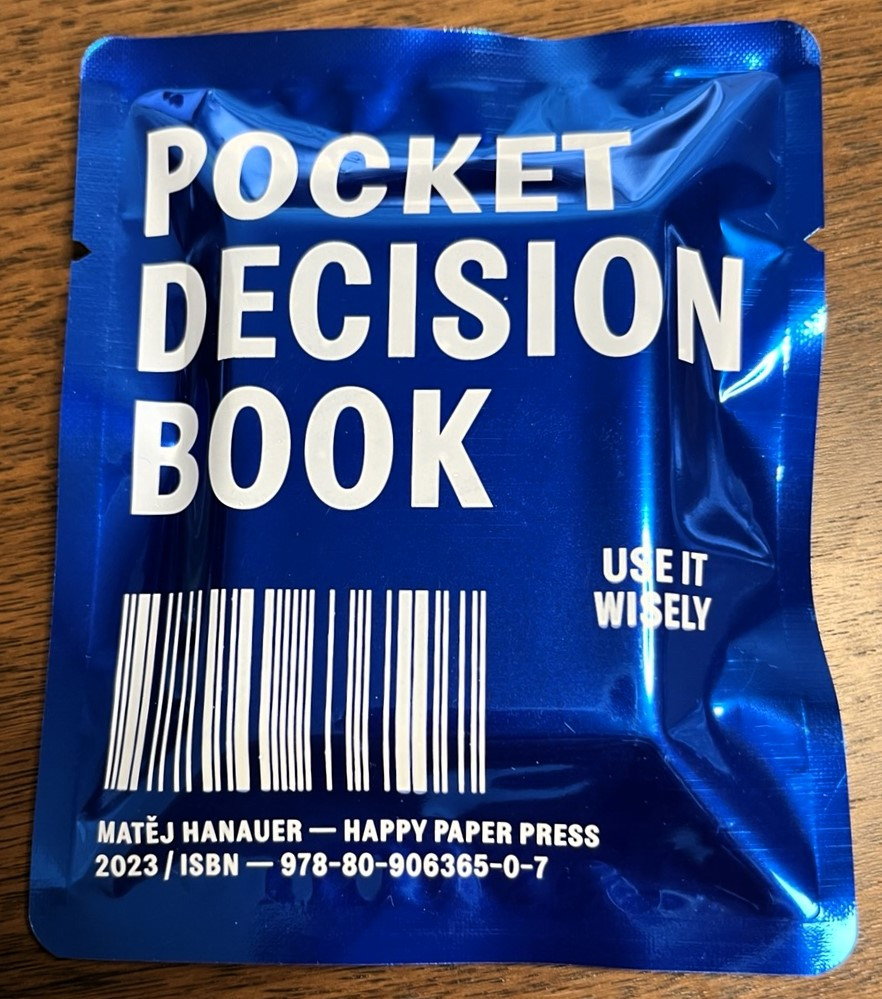 POCKET
DECISION
BOOK
USE IT
WISELY
MATĚJ HANAUER — HAPPY PAPER PRESS
2023 / ISBN — 978-80-906365-0-7